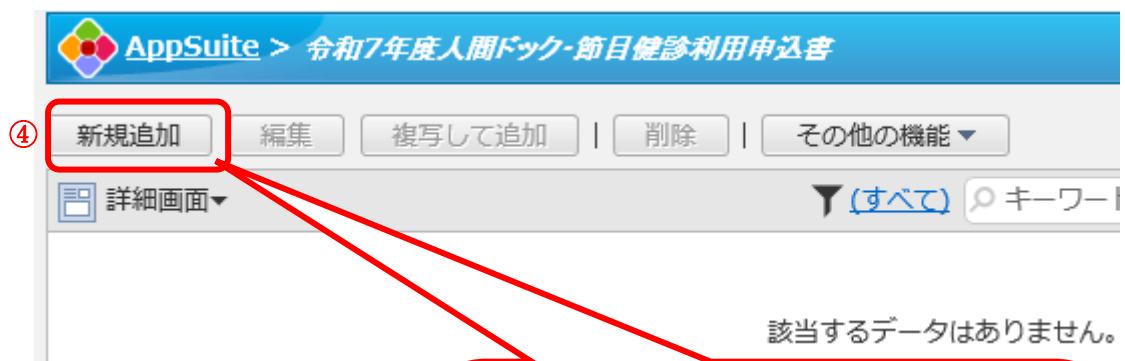 AppSuite > 令和7年度人間ドック-節目健診利用申込書
④ 新規追加 編集 複写して追加 | 削除 | その他の機能▼
詳細画面▼ (すべて) キーワード
該当するデータはありません。